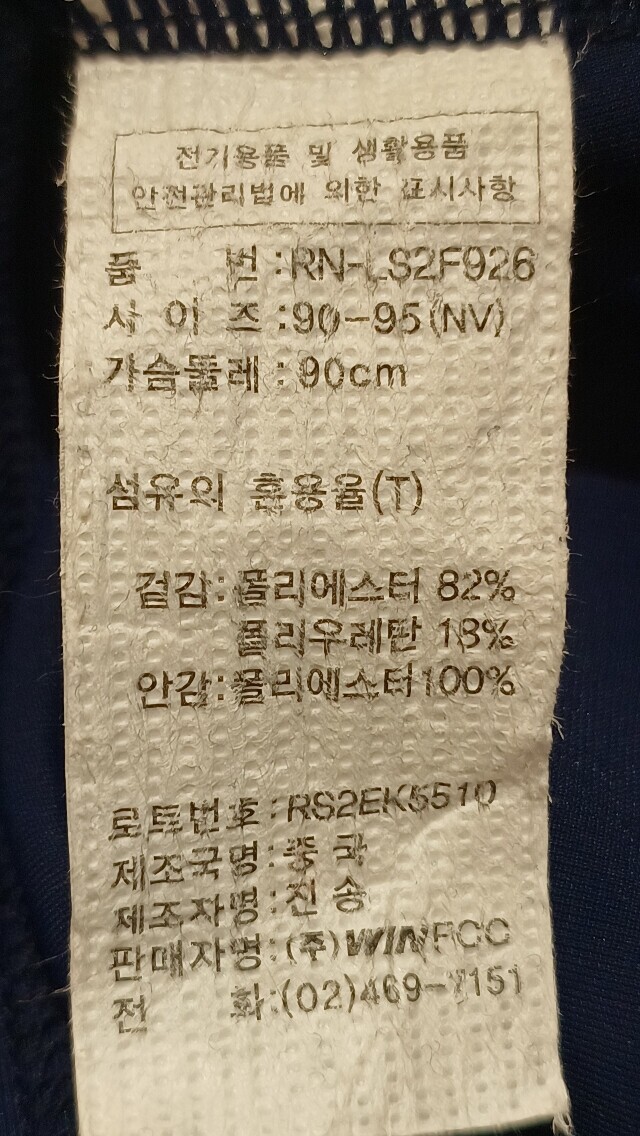 전기용품 및 생활용품
안전관리법에 의한 표시사항
품 번 : RN-LS2F926
사 이 즈 : 90-95(NV)
가슴둘레 : 90cm
섬유의 혼용율(T)
겉감: 폴리에스터 82%
폴리우레탄 18%
안감: 폴리에스터 100%
로트번호: RS2EK5510
제조국명: 중 국
제조자명: 진 송
판매자명: (주)WINFCC
전 화: (02)469-7151